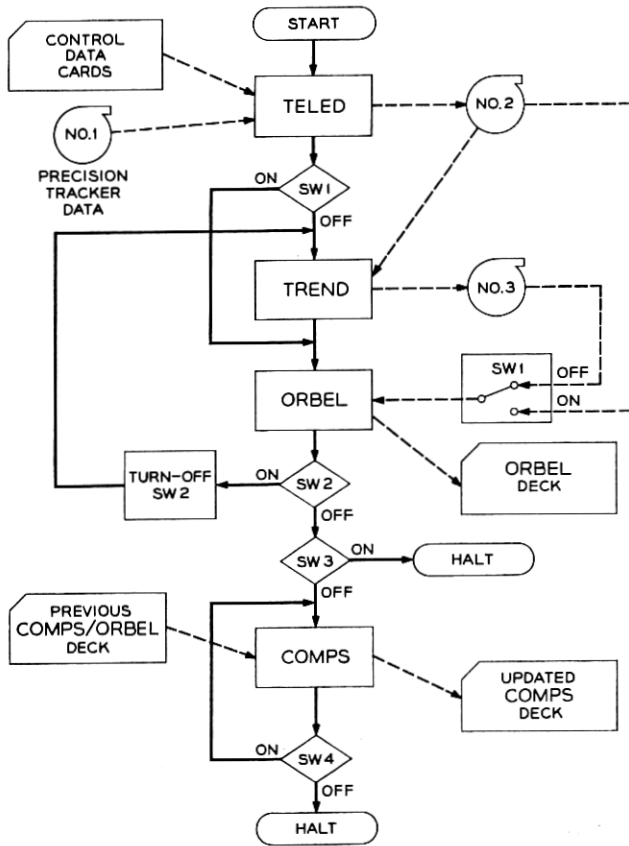 START
CONTROL
DATA
CARDS
TELED
NO.2
NO.1
PRECISION
TRACKER
DATA
ON
SW1
OFF
TREND
NO.3
SW1
OFF
ON
ORBEL
ORBEL
DECK
TURN-OFF
SW2
ON
SW2
OFF
SW3
ON
HALT
OFF
PREVIOUS
COMPS/ORBEL
DECK
COMPS
UPDATED
COMPS
DECK
ON
SW4
OFF
HALT